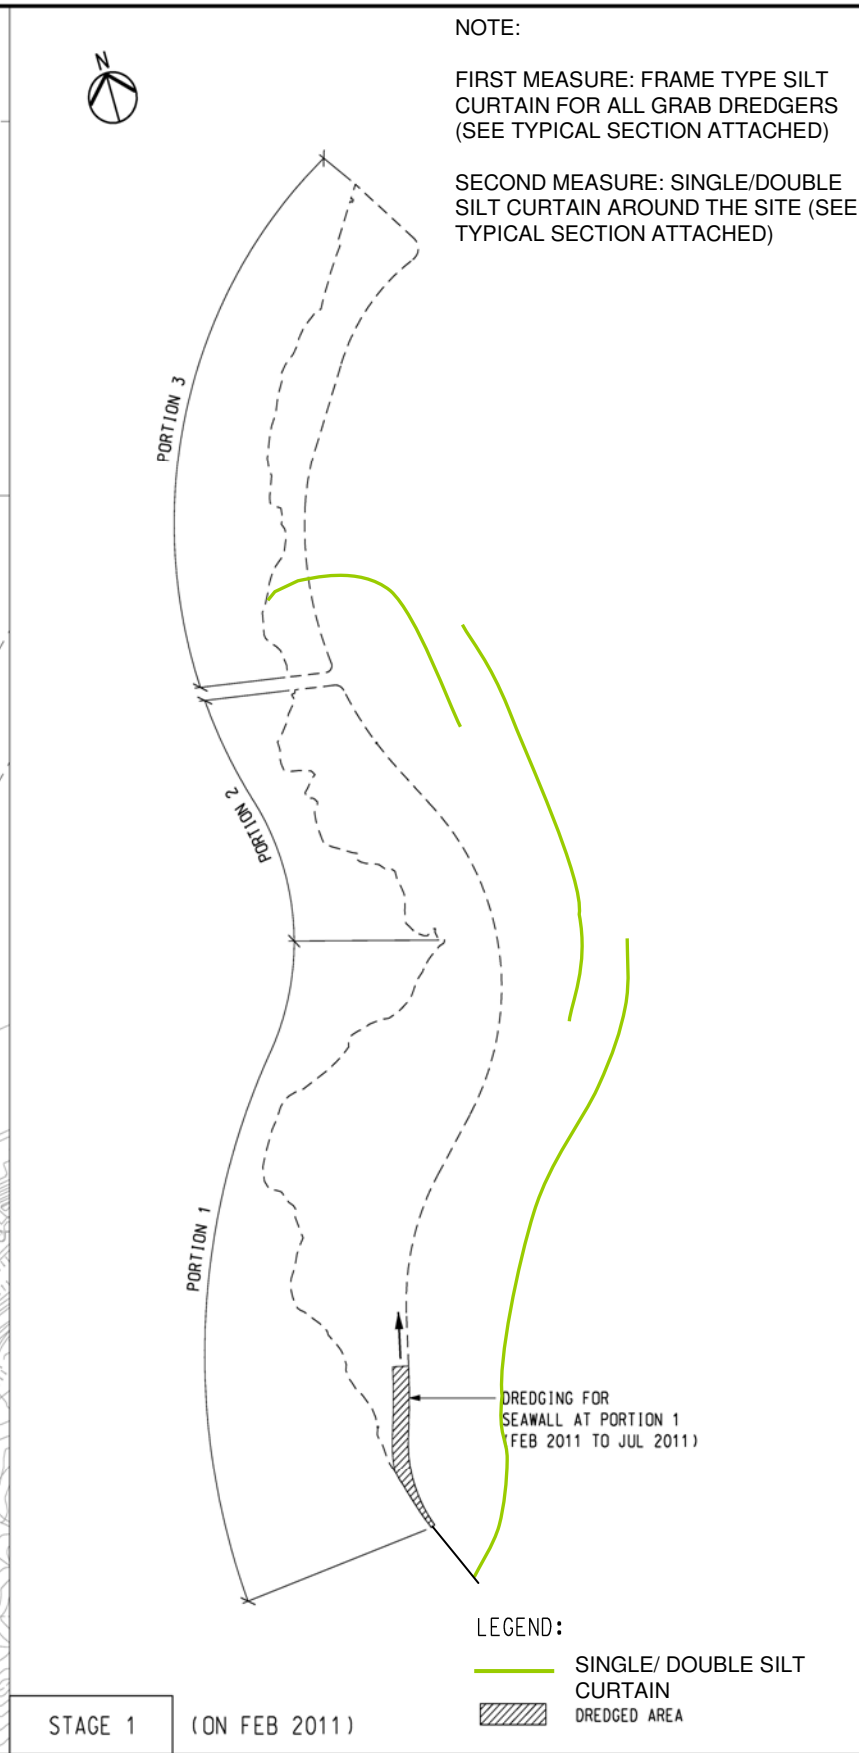 NOTE:
FIRST MEASURE: FRAME TYPE SILT
CURTAIN FOR ALL GRAB DREDGERS
(SEE TYPICAL SECTION ATTACHED)
SECOND MEASURE: SINGLE/DOUBLE
SILT CURTAIN AROUND THE SITE (SEE
TYPICAL SECTION ATTACHED)
N
PORTION 3
PORTION 2
PORTION 1
DREDGING FOR
SEAWALL AT PORTION 1
(FEB 2011 TO JUL 2011)
LEGEND:
SINGLE/ DOUBLE SILT
CURTAIN
DREDGED AREA
STAGE 1
(ON FEB 2011)